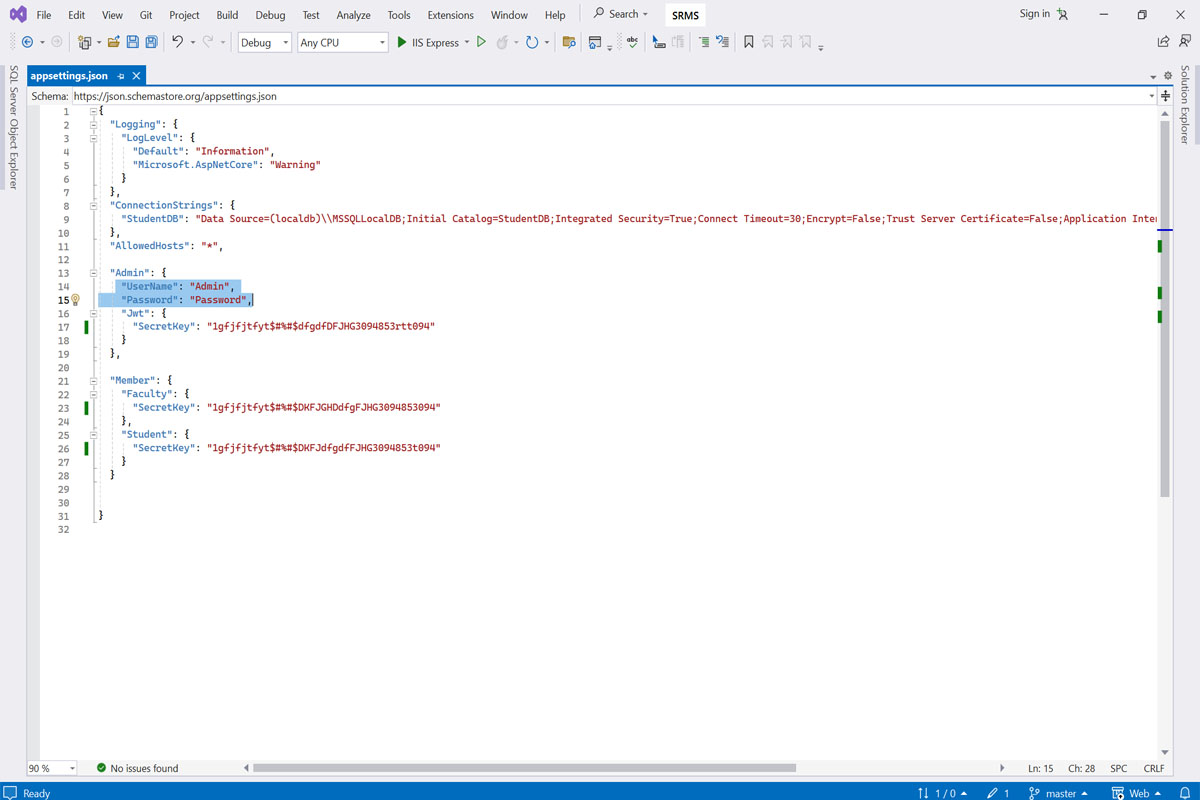 File Edit View Git Project Build Debug Test Analyze Tools Extensions Window Help Search SRMS Sign in
Debug Any CPU IIS Express abc
SQL Server Object Explorer
Solution Explorer
appsettings.json
Schema: https://json.schemastore.org/appsettings.json
1 {
2 "Logging": {
3 "LogLevel": {
4 "Default": "Information",
5 "Microsoft.AspNetCore": "Warning"
6 }
7 },
8 "ConnectionStrings": {
9 "StudentDB": "Data Source=(localdb)\\MSSQLLocalDB;Initial Catalog=StudentDB;Integrated Security=True;Connect Timeout=30;Encrypt=False;Trust Server Certificate=False;Application Inter
10 },
11 "AllowedHosts": "*",
12
13 "Admin": {
14 "UserName": "Admin",
15 "Password": "Password",
16 "Jwt": {
17 "SecretKey": "1gfjfjtfyt$#%#$dfgdfDFJHG3094853rtt094"
18 }
19 },
20
21 "Member": {
22 "Faculty": {
23 "SecretKey": "1gfjfjtfyt$#%#$DKFJGHDdfgFJHG3094853094"
24 },
25 "Student": {
26 "SecretKey": "1gfjfjtfyt$#%#$DKFJdfgdfFJHG3094853t094"
27 }
28 }
29
30
31 }
32
90 % No issues found Ln: 15 Ch: 28 SPC CRLF
Ready 1 / 0 1 master Web